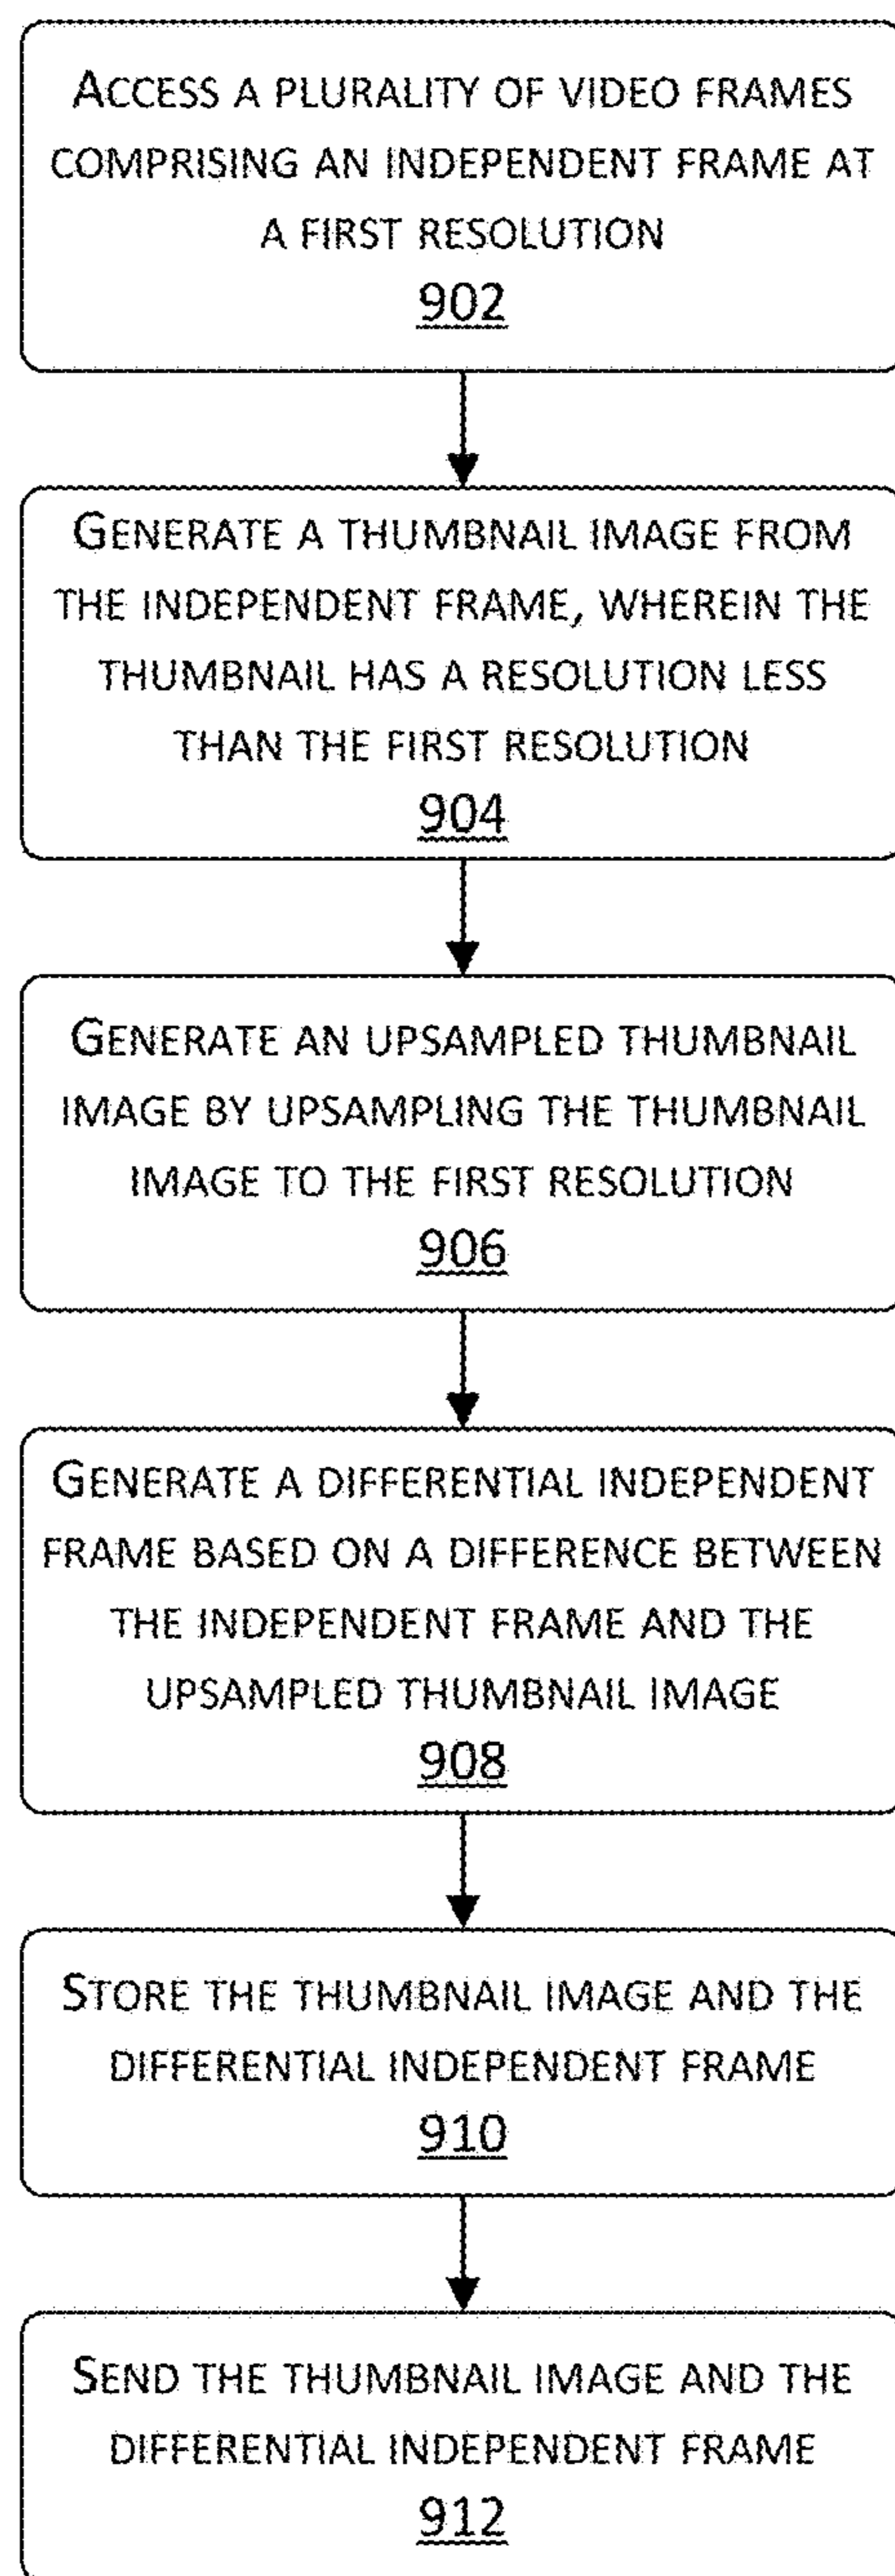 ACCESS A PLURALITY OF VIDEO FRAMES
COMPRISING AN INDEPENDENT FRAME AT
A FIRST RESOLUTION
902
GENERATE A THUMBNAIL IMAGE FROM
THE INDEPENDENT FRAME, WHEREIN THE
THUMBNAIL HAS A RESOLUTION LESS
THAN THE FIRST RESOLUTION
904
GENERATE AN UPSAMPLED THUMBNAIL
IMAGE BY UPSAMPLING THE THUMBNAIL
IMAGE TO THE FIRST RESOLUTION
906
GENERATE A DIFFERENTIAL INDEPENDENT
FRAME BASED ON A DIFFERENCE BETWEEN
THE INDEPENDENT FRAME AND THE
UPSAMPLED THUMBNAIL IMAGE
908
STORE THE THUMBNAIL IMAGE AND THE
DIFFERENTIAL INDEPENDENT FRAME
910
SEND THE THUMBNAIL IMAGE AND THE
DIFFERENTIAL INDEPENDENT FRAME
912